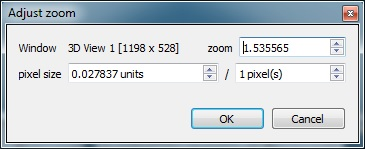 Adjust zoom
Window 3D View 1 [1198 x 528] zoom 1.535565
pixel size 0.027837 units / 1 pixel(s)
OK Cancel